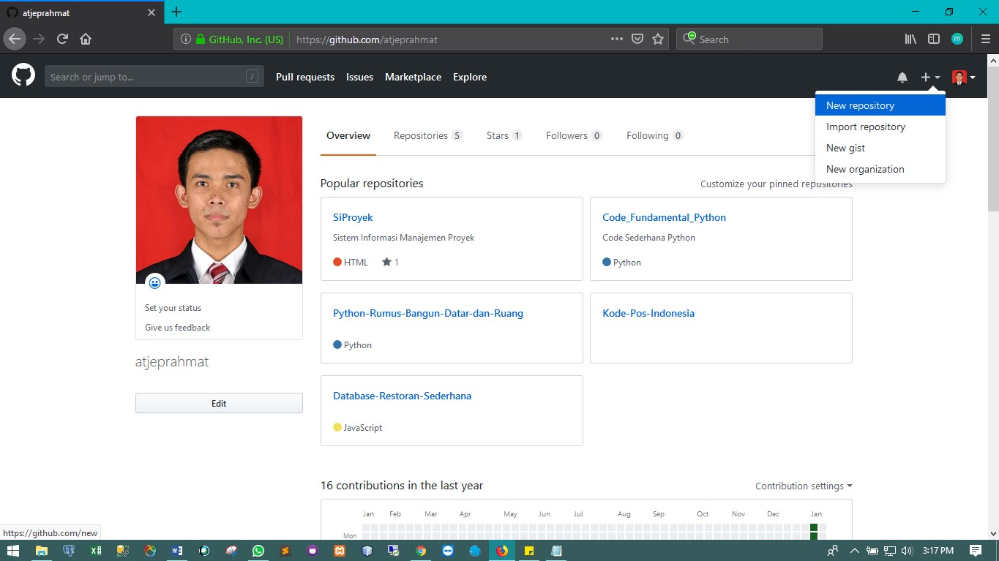 atjeprahmat
GitHub, Inc. (US)
https://github.com/atjeprahmat
Search
m
Search or jump to...
/
Pull requests
Issues
Marketplace
Explore
New repository
Import repository
New gist
New organization
Overview
Repositories 5
Stars 1
Followers 0
Following 0
Popular repositories
Customize your pinned repositories
SiProyek
Sistem Informasi Manajemen Proyek
HTML 1
Code_Fundamental_Python
Code Sederhana Python
Python
Set your status
Give us feedback
atjeprahmat
Edit
Python-Rumus-Bangun-Datar-dan-Ruang
Python
Kode-Pos-Indonesia
Database-Restoran-Sederhana
JavaScript
16 contributions in the last year
Contribution settings
Jan Feb Mar Apr May Jun Jul Aug Sep Oct Nov Dec Jan
Mon
https://github.com/new
3:17 PM